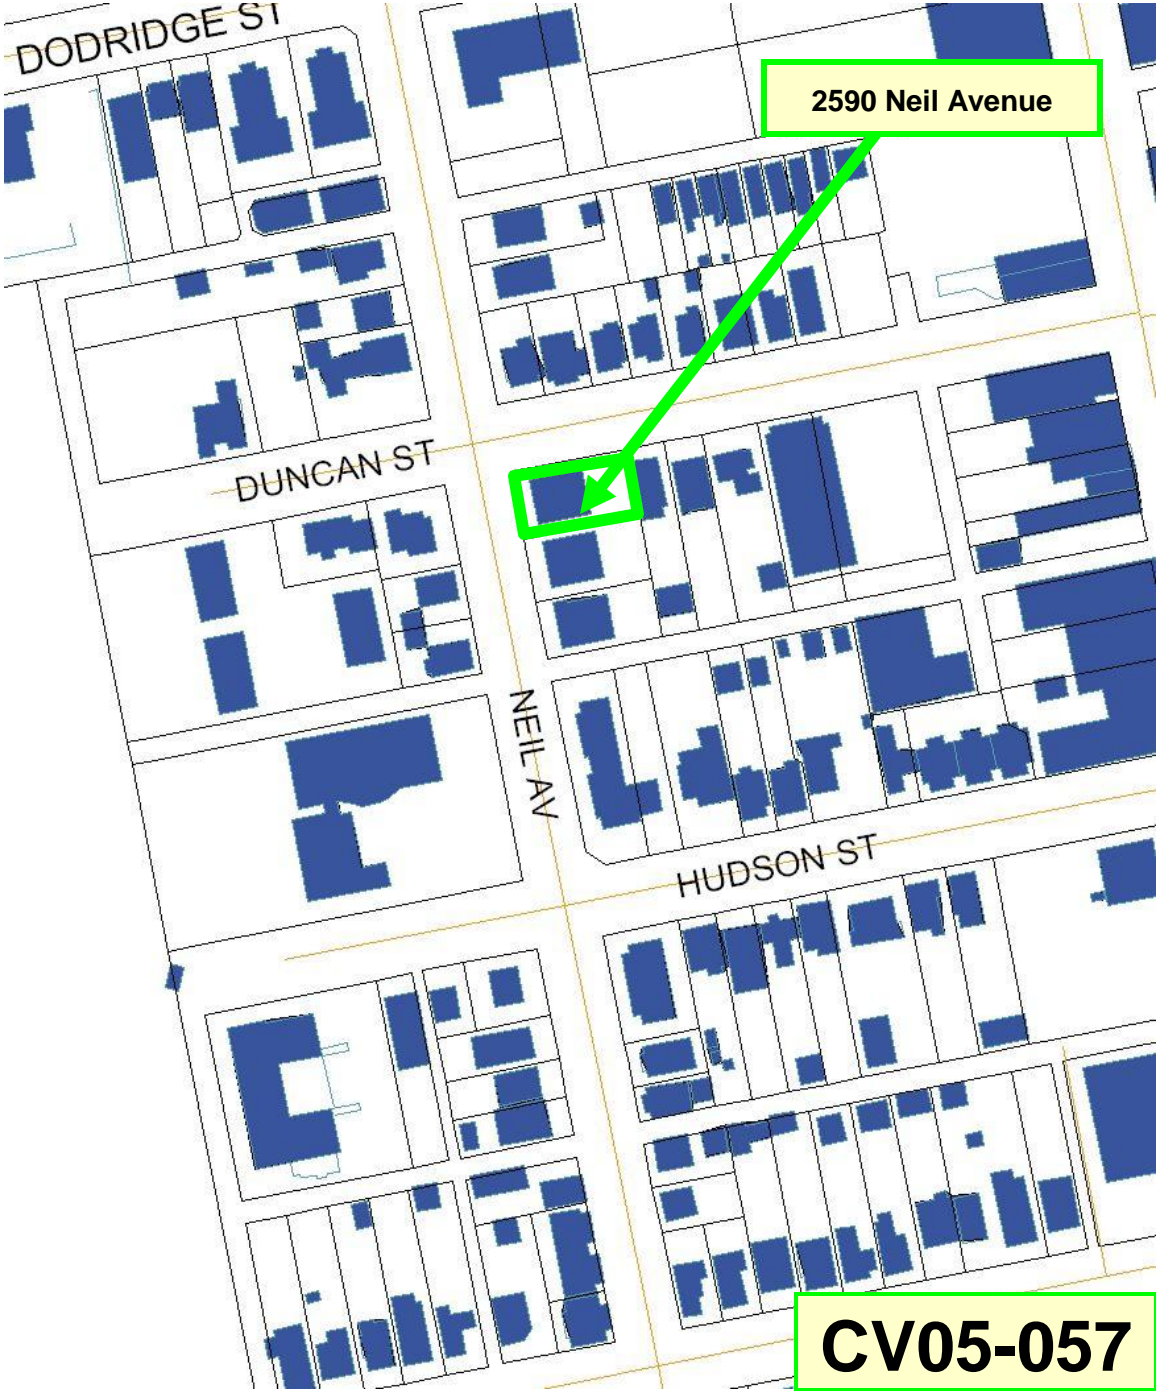 DODRIDGE ST
2590 Neil Avenue
DUNCAN ST
NEIL AV
HUDSON ST
CV05-057